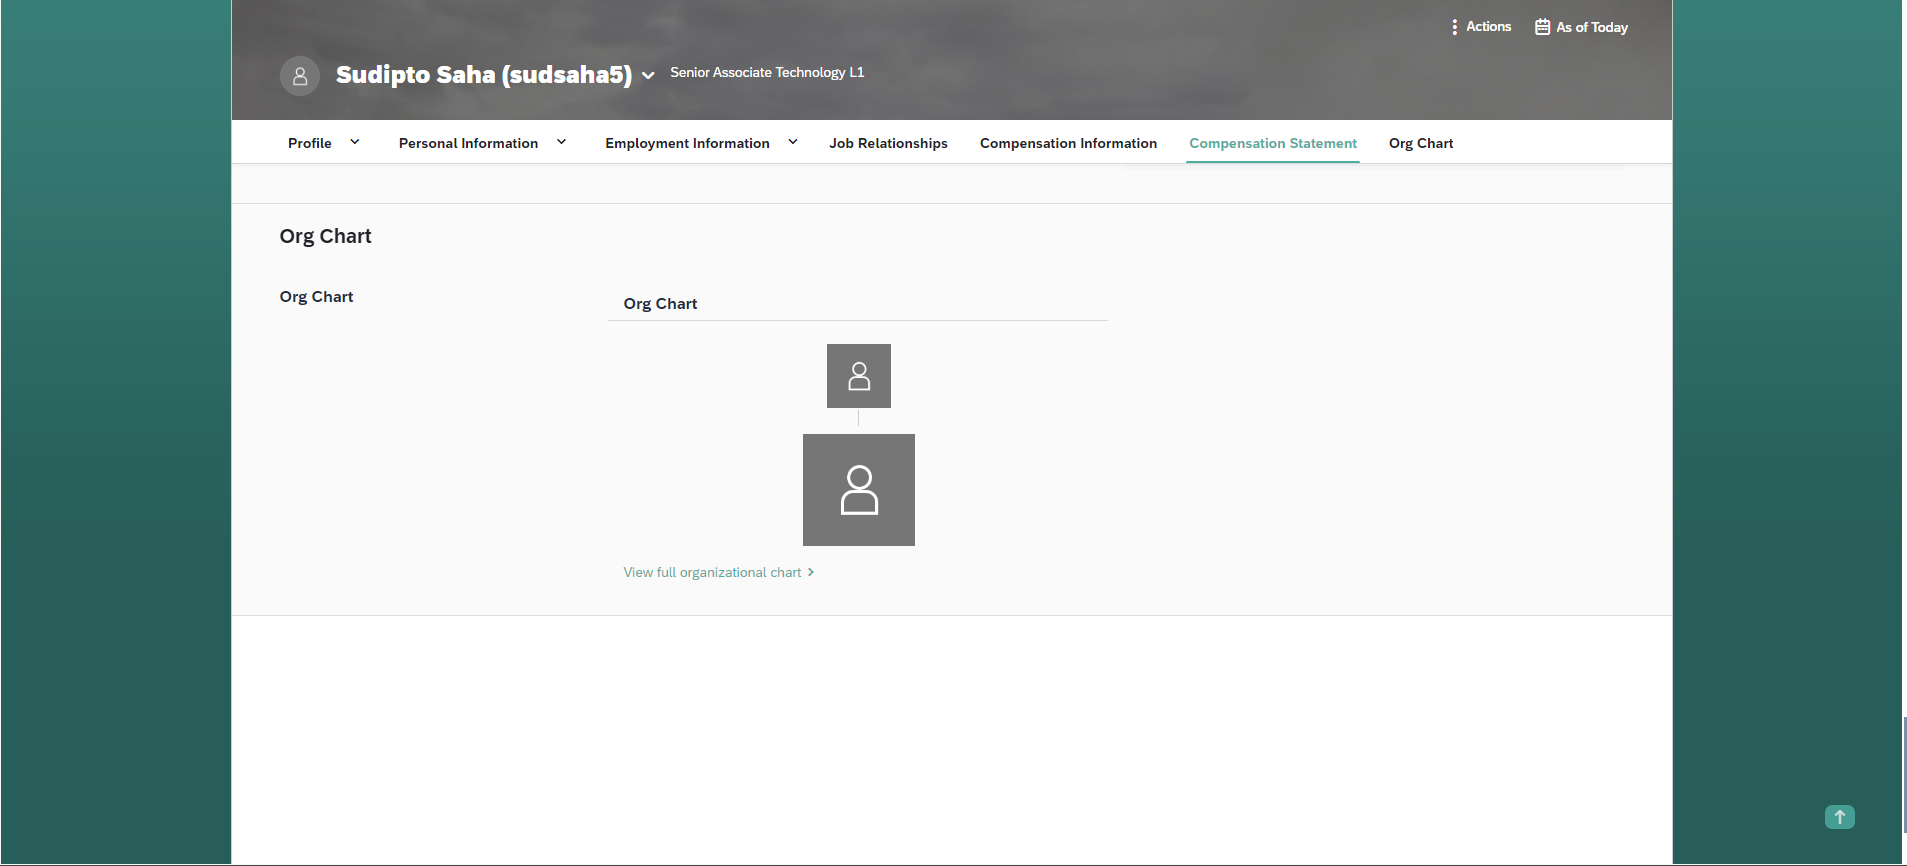 Actions As of Today
Sudipto Saha (sudsaha5) Senior Associate Technology L1
Profile Personal Information Employment Information Job Relationships Compensation Information Compensation Statement Org Chart
Org Chart
Org Chart
Org Chart
View full organizational chart